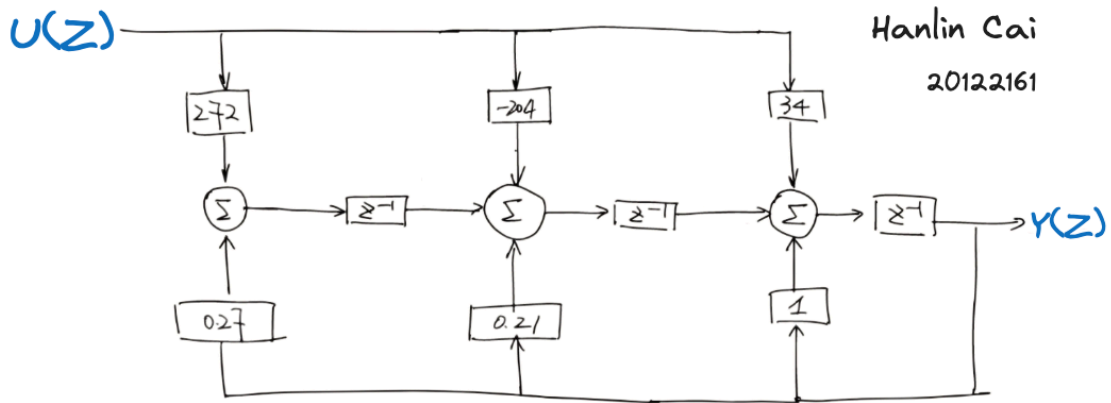 U(Z)
Hanlin Cai
20122161
272
-204
34
Σ
z⁻¹
Σ
z⁻¹
Σ
z⁻¹
Y(Z)
0.27
0.21
1